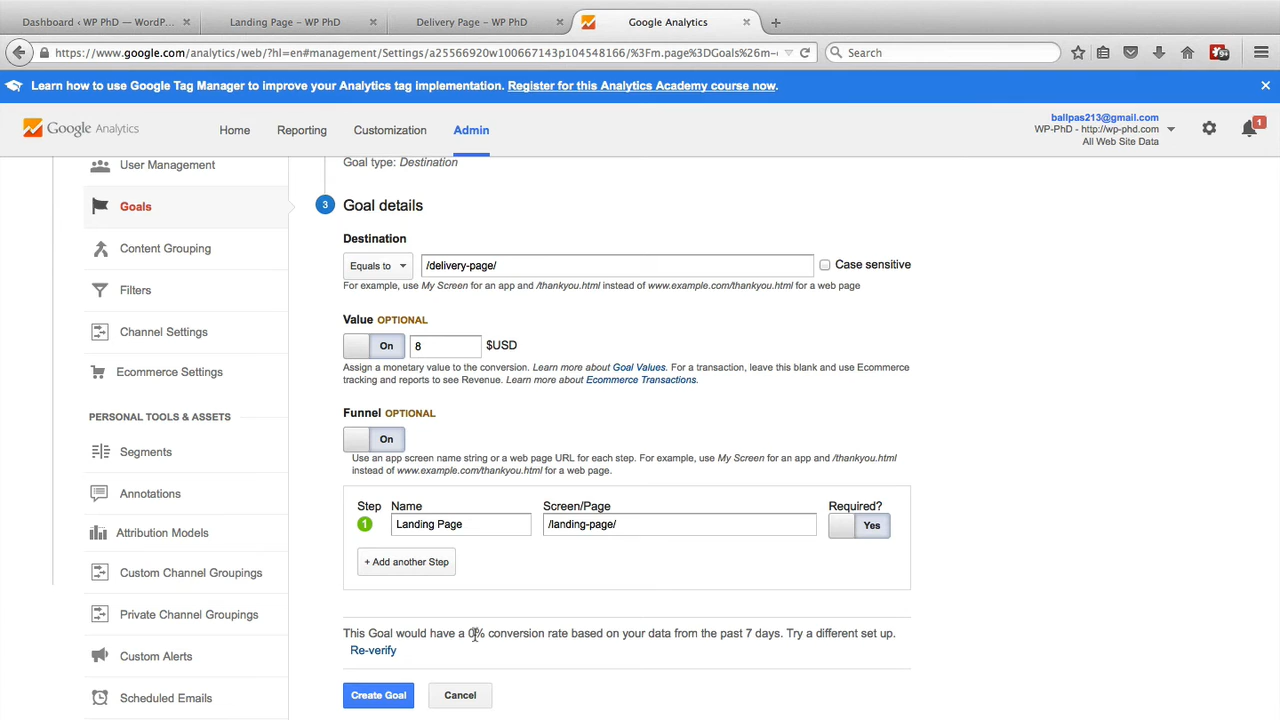 Dashboard ‹ WP PhD — WordP...
Landing Page – WP PhD
Delivery Page – WP PhD
Google Analytics
https://www.google.com/analytics/web/?hl=en#management/Settings/a25566920w100667143p104548166/%3Fm.page%3DGoals%26m-
Search
9+
Learn how to use Google Tag Manager to improve your Analytics tag implementation. Register for this Analytics Academy course now.
Google Analytics
Home
Reporting
Customization
Admin
ballpas213@gmail.com
WP-PhD - http://wp-phd.com
All Web Site Data
1
User Management
Goals
Content Grouping
Filters
Channel Settings
Ecommerce Settings
PERSONAL TOOLS & ASSETS
Segments
Annotations
Attribution Models
Custom Channel Groupings
Private Channel Groupings
Custom Alerts
Scheduled Emails
Goal type: Destination
3 Goal details
Destination
Equals to
/delivery-page/
Case sensitive
For example, use My Screen for an app and /thankyou.html instead of www.example.com/thankyou.html for a web page
Value OPTIONAL
On
8
$USD
Assign a monetary value to the conversion. Learn more about Goal Values. For a transaction, leave this blank and use Ecommerce
tracking and reports to see Revenue. Learn more about Ecommerce Transactions.
Funnel OPTIONAL
On
Use an app screen name string or a web page URL for each step. For example, use My Screen for an app and /thankyou.html
instead of www.example.com/thankyou.html for a web page.
Step Name Screen/Page Required?
1 Landing Page /landing-page/ Yes
+ Add another Step
This Goal would have a 0% conversion rate based on your data from the past 7 days. Try a different set up.
Re-verify
Create Goal
Cancel